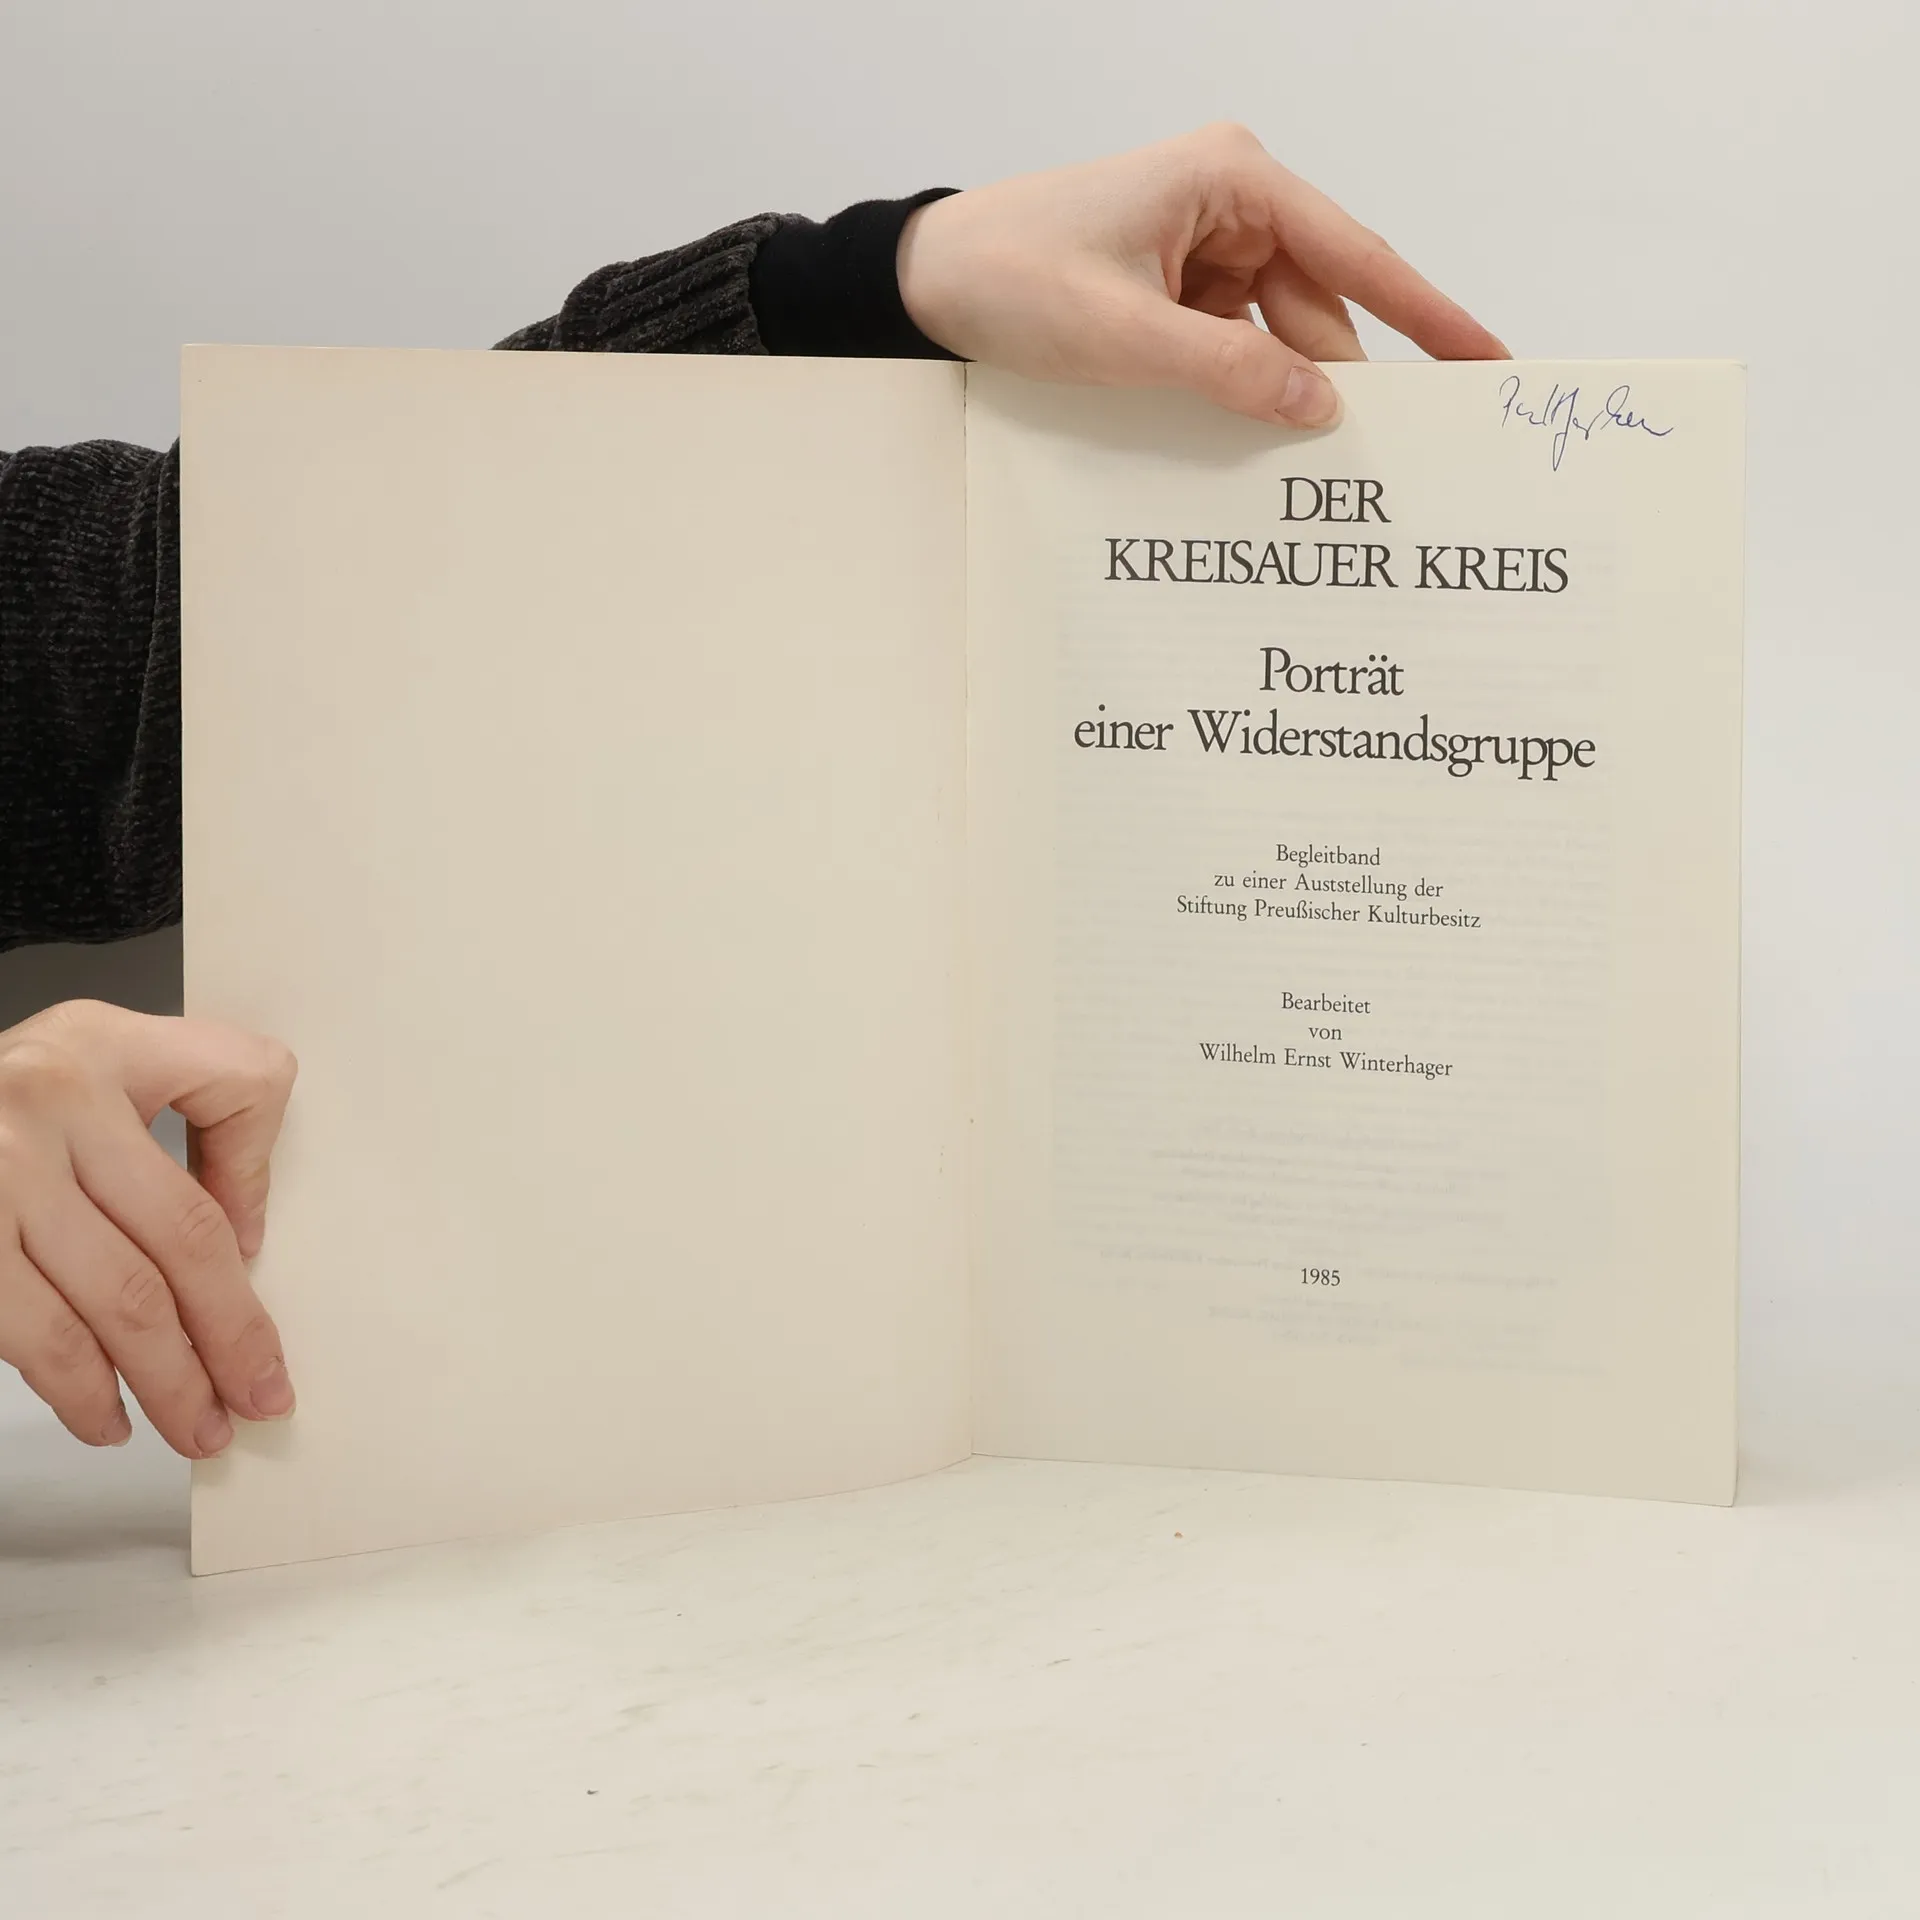 DER
KREISAUER KREIS
Porträt
einer Widerstandsgruppe
Begleitband
zu einer Auststellung der
Stiftung Preußischer Kulturbesitz
Bearbeitet
von
Wilhelm Ernst Winterhager
1985